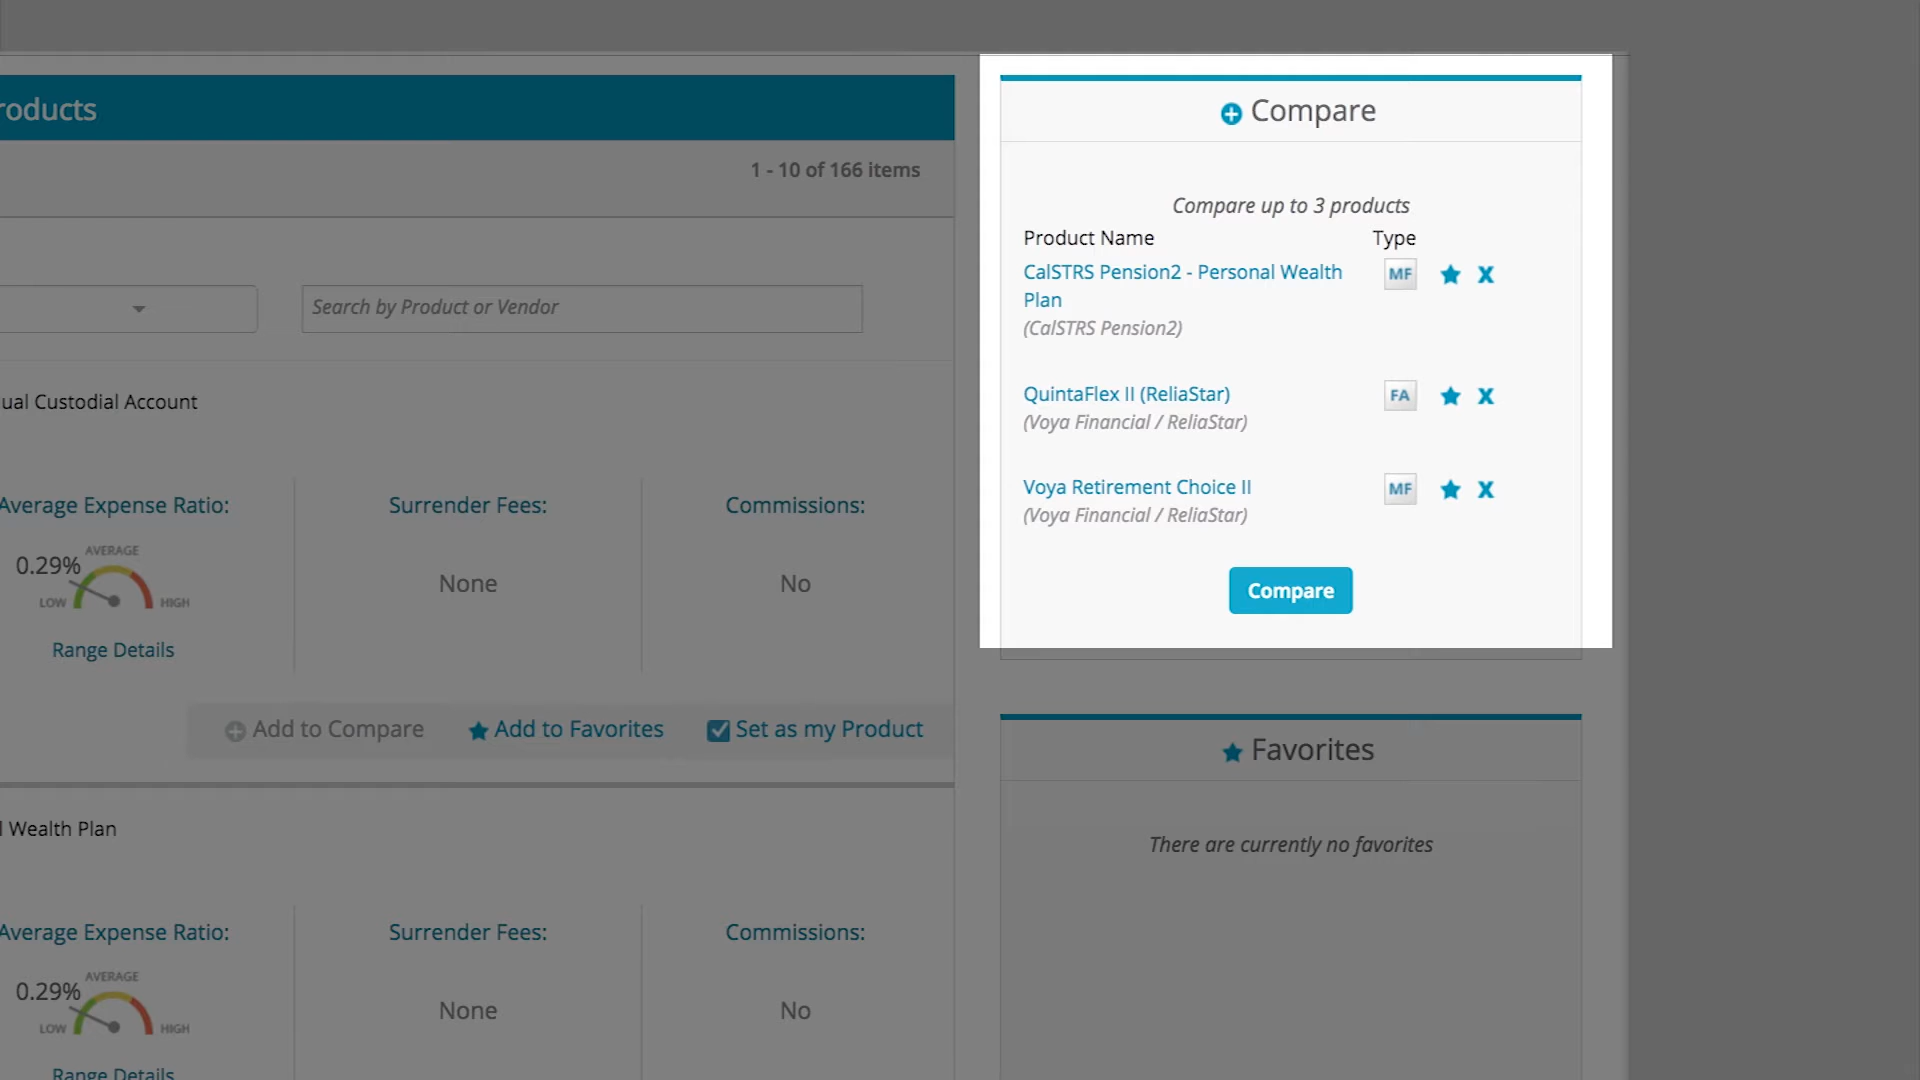 roducts
1 - 10 of 166 items
Search by Product or Vendor
ual Custodial Account
Average Expense Ratio:
Surrender Fees:
Commissions:
0.29%
AVERAGE
LOW
HIGH
None
No
Range Details
Add to Compare
Add to Favorites
Set as my Product
l Wealth Plan
Average Expense Ratio:
Surrender Fees:
Commissions:
0.29%
AVERAGE
LOW
HIGH
None
No
Range Details
Compare
Compare up to 3 products
Product Name Type
CalSTRS Pension2 - Personal Wealth MF X
Plan
(CalSTRS Pension2)
QuintaFlex II (ReliaStar) FA X
(Voya Financial / ReliaStar)
Voya Retirement Choice II MF X
(Voya Financial / ReliaStar)
Compare
Favorites
There are currently no favorites